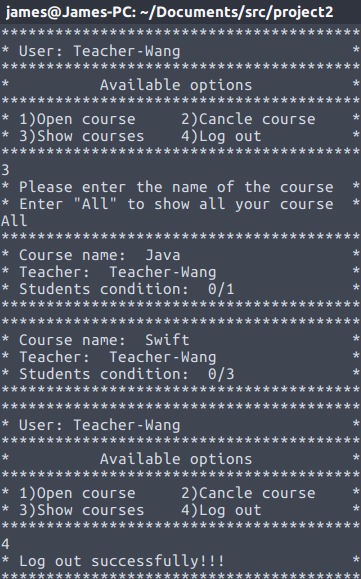 james@James-PC: ~/Documents/src/project2
****************************************
* User: Teacher-Wang                   *
****************************************
*          Available options           *
****************************************
* 1)Open course     2)Cancle course    *
* 3)Show courses    4)Log out          *
****************************************
3
* Please enter the name of the course  *
* Enter "All" to show all your course  *
All
****************************************
* Course name:  Java                   *
* Teacher:  Teacher-Wang               *
* Students condition:  0/1             *
****************************************
****************************************
* Course name:  Swift                  *
* Teacher:  Teacher-Wang               *
* Students condition:  0/3             *
****************************************
****************************************
* User: Teacher-Wang                   *
****************************************
*          Available options           *
****************************************
* 1)Open course     2)Cancle course    *
* 3)Show courses    4)Log out          *
****************************************
4
* Log out successfully!!!              *
****************************************